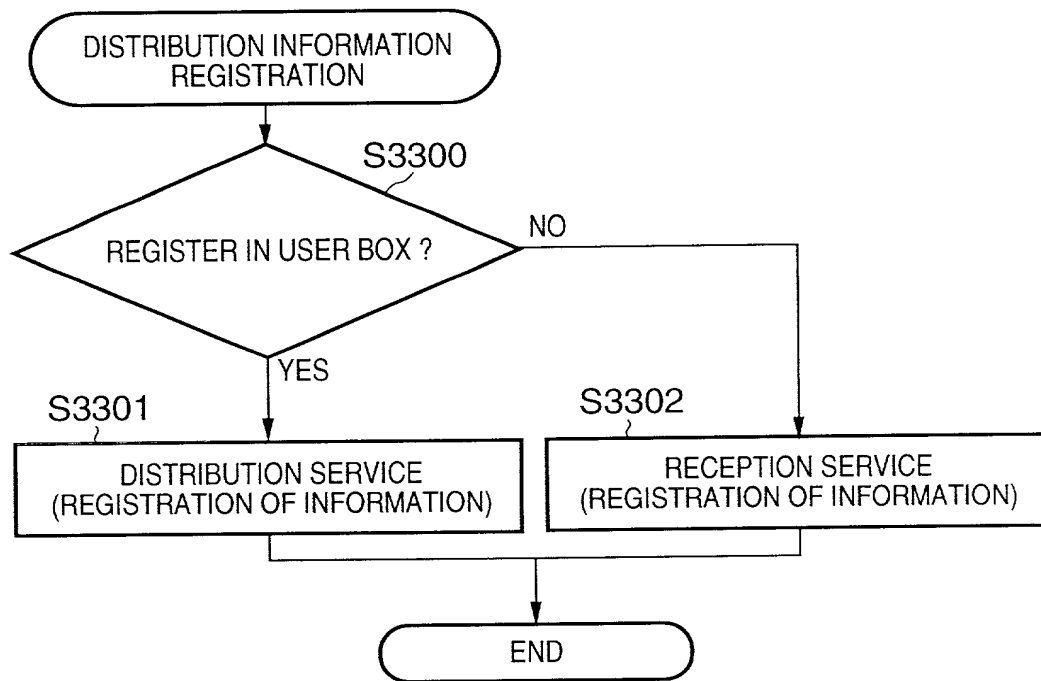 DISTRIBUTION INFORMATION
REGISTRATION
S3300
REGISTER IN USER BOX ?
NO
YES
S3301
DISTRIBUTION SERVICE
(REGISTRATION OF INFORMATION)
S3302
RECEPTION SERVICE
(REGISTRATION OF INFORMATION)
END